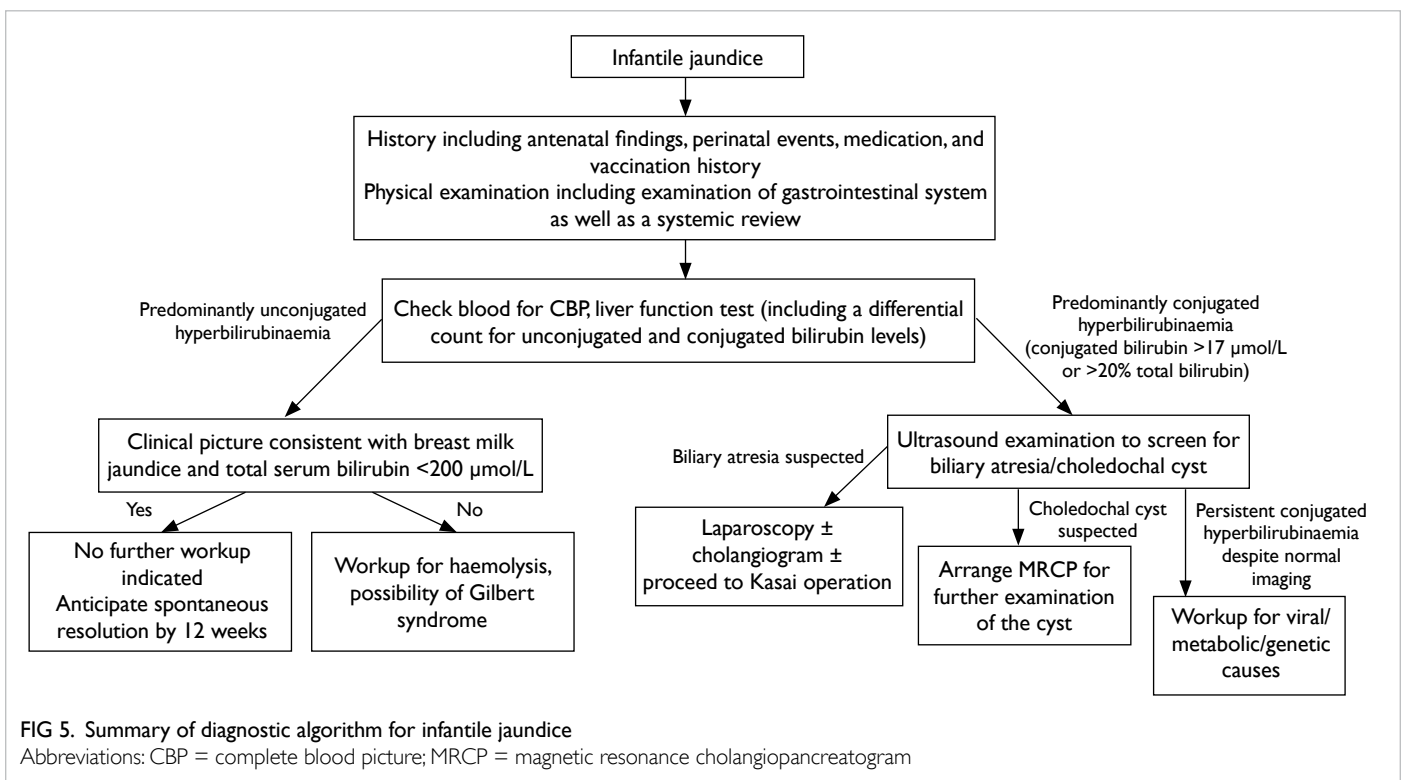 Infantile jaundice
History including antenatal findings, perinatal events, medication, and
vaccination history
Physical examination including examination of gastrointestinal system
as well as a systemic review
Predominantly unconjugated
hyperbilirubinaemia
Check blood for CBP, liver function test (including a differential
count for unconjugated and conjugated bilirubin levels)
Predominantly conjugated
hyperbilirubinaemia
(conjugated bilirubin >17 µmol/L
or >20% total bilirubin)
Clinical picture consistent with breast milk
jaundice and total serum bilirubin <200 µmol/L
Yes
No
No further workup
indicated
Anticipate spontaneous
resolution by 12 weeks
Workup for haemolysis,
possibility of Gilbert
syndrome
Ultrasound examination to screen for
biliary atresia/choledochal cyst
Biliary atresia suspected
Choledochal cyst
suspected
Persistent conjugated
hyperbilirubinaemia
despite normal
imaging
Laparoscopy ±
cholangiogram ±
proceed to Kasai operation
Arrange MRCP for
further examination
of the cyst
Workup for viral/
metabolic/genetic
causes
FIG 5. Summary of diagnostic algorithm for infantile jaundice
Abbreviations: CBP = complete blood picture; MRCP = magnetic resonance cholangiopancreatogram